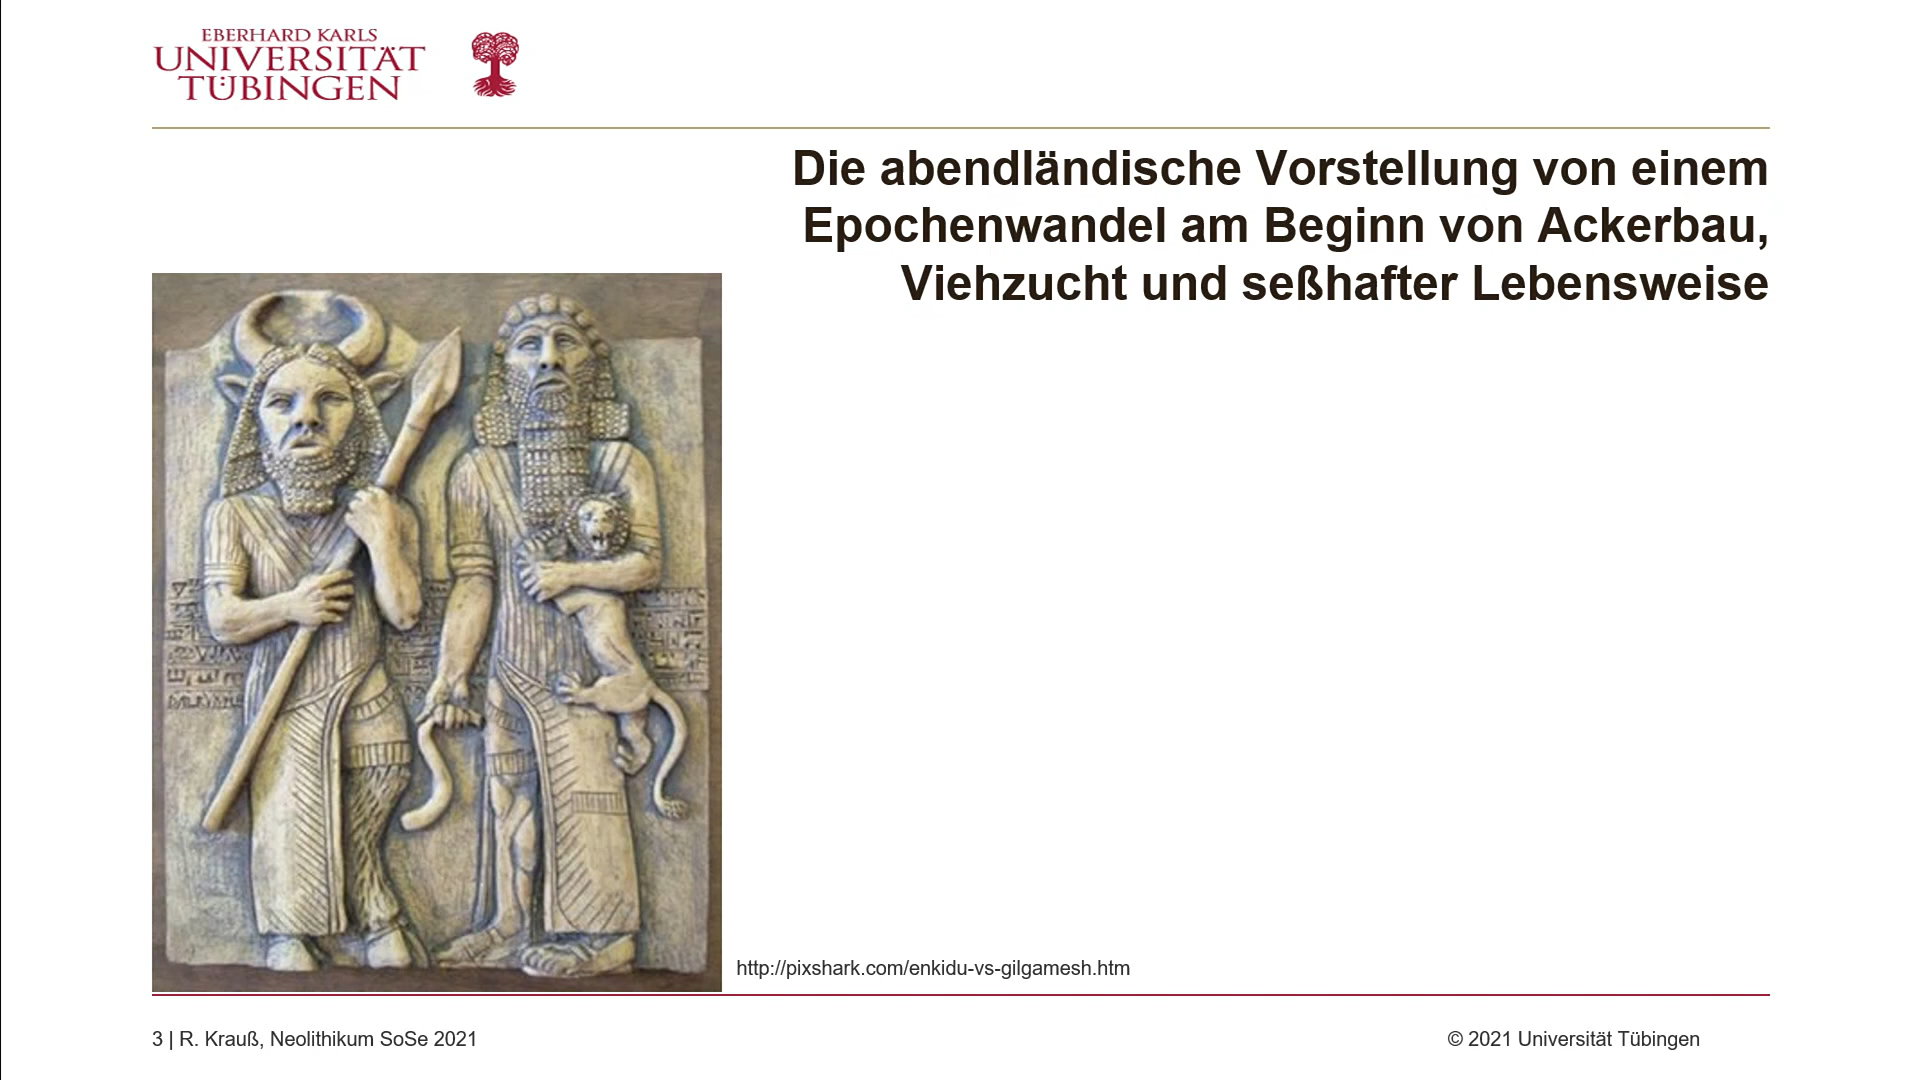 EBERHARD KARLS
UNIVERSITÄT
TÜBINGEN
Die abendländische Vorstellung von einem
Epochenwandel am Beginn von Ackerbau,
Viehzucht und seßhafter Lebensweise
http://pixshark.com/enkidu-vs-gilgamesh.htm
3 | R. Krauß, Neolithikum SoSe 2021
© 2021 Universität Tübingen